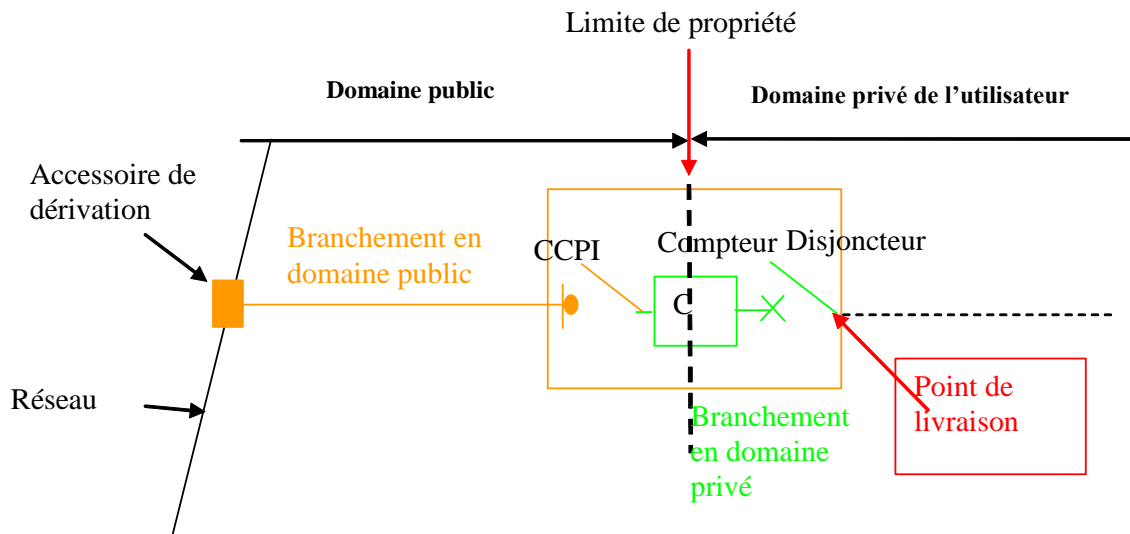 Limite de propriété
Domaine public
Domaine privé de l’utilisateur
Accessoire de
dérivation
Branchement en
domaine public
CCPI
Compteur
Disjoncteur
C
Réseau
Point de
livraison
Branchement
en domaine
privé